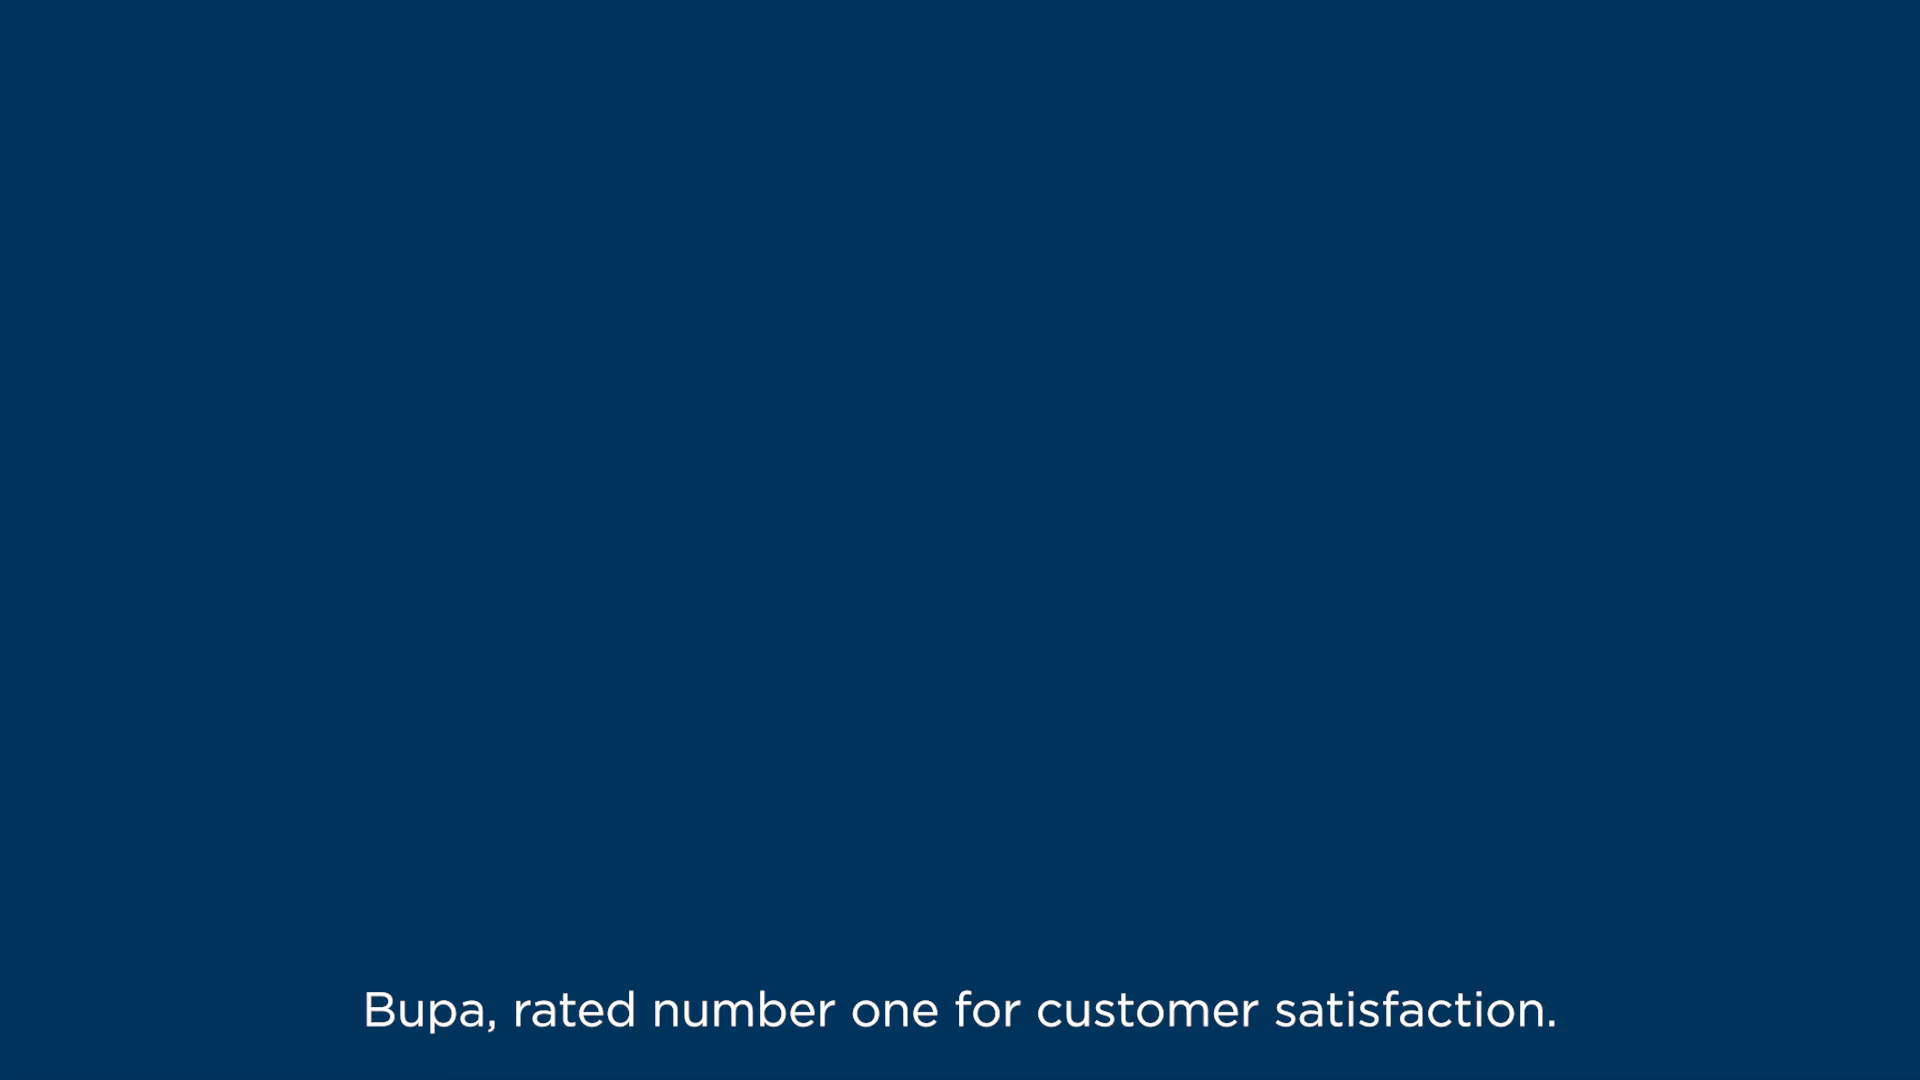 Bupa, rated number one for customer satisfaction.